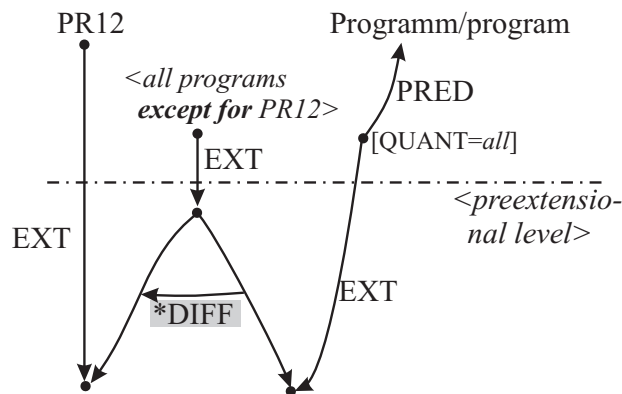 PR12
Programm/program
<all programs
except for PR12>
PRED
[QUANT=all]
EXT
<preextensio-
nal level>
EXT
EXT
*DIFF